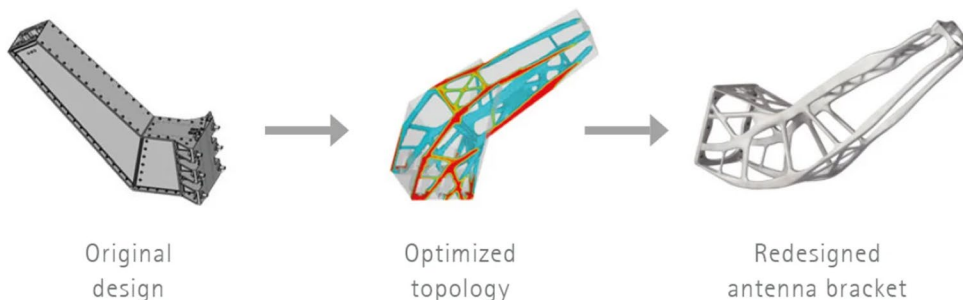 Original
design
Optimized
topology
Redesigned
antenna bracket